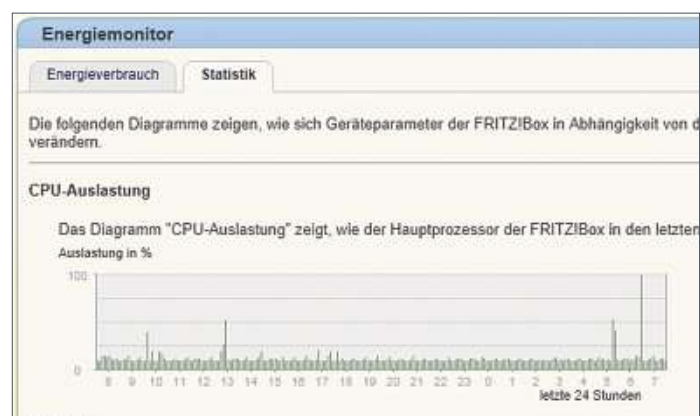 Energiemonitor
Energieverbrauch Statistik
Die folgenden Diagramme zeigen, wie sich Geräteparameter der FRITZ!Box in Abhängigkeit von d
verändern.
CPU-Auslastung
Das Diagramm "CPU-Auslastung" zeigt, wie der Hauptprozessor der FRITZ!Box in den letzten
Auslastung in %
100
0
8 9 10 11 12 13 14 15 16 17 18 19 20 21 22 23 0 1 2 3 4 5 6 7
letzte 24 Stunden